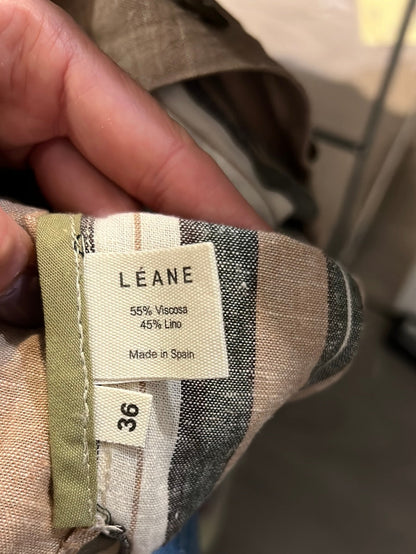 LÉANE
55% Viscosa
45% Lino
Made in Spain
36